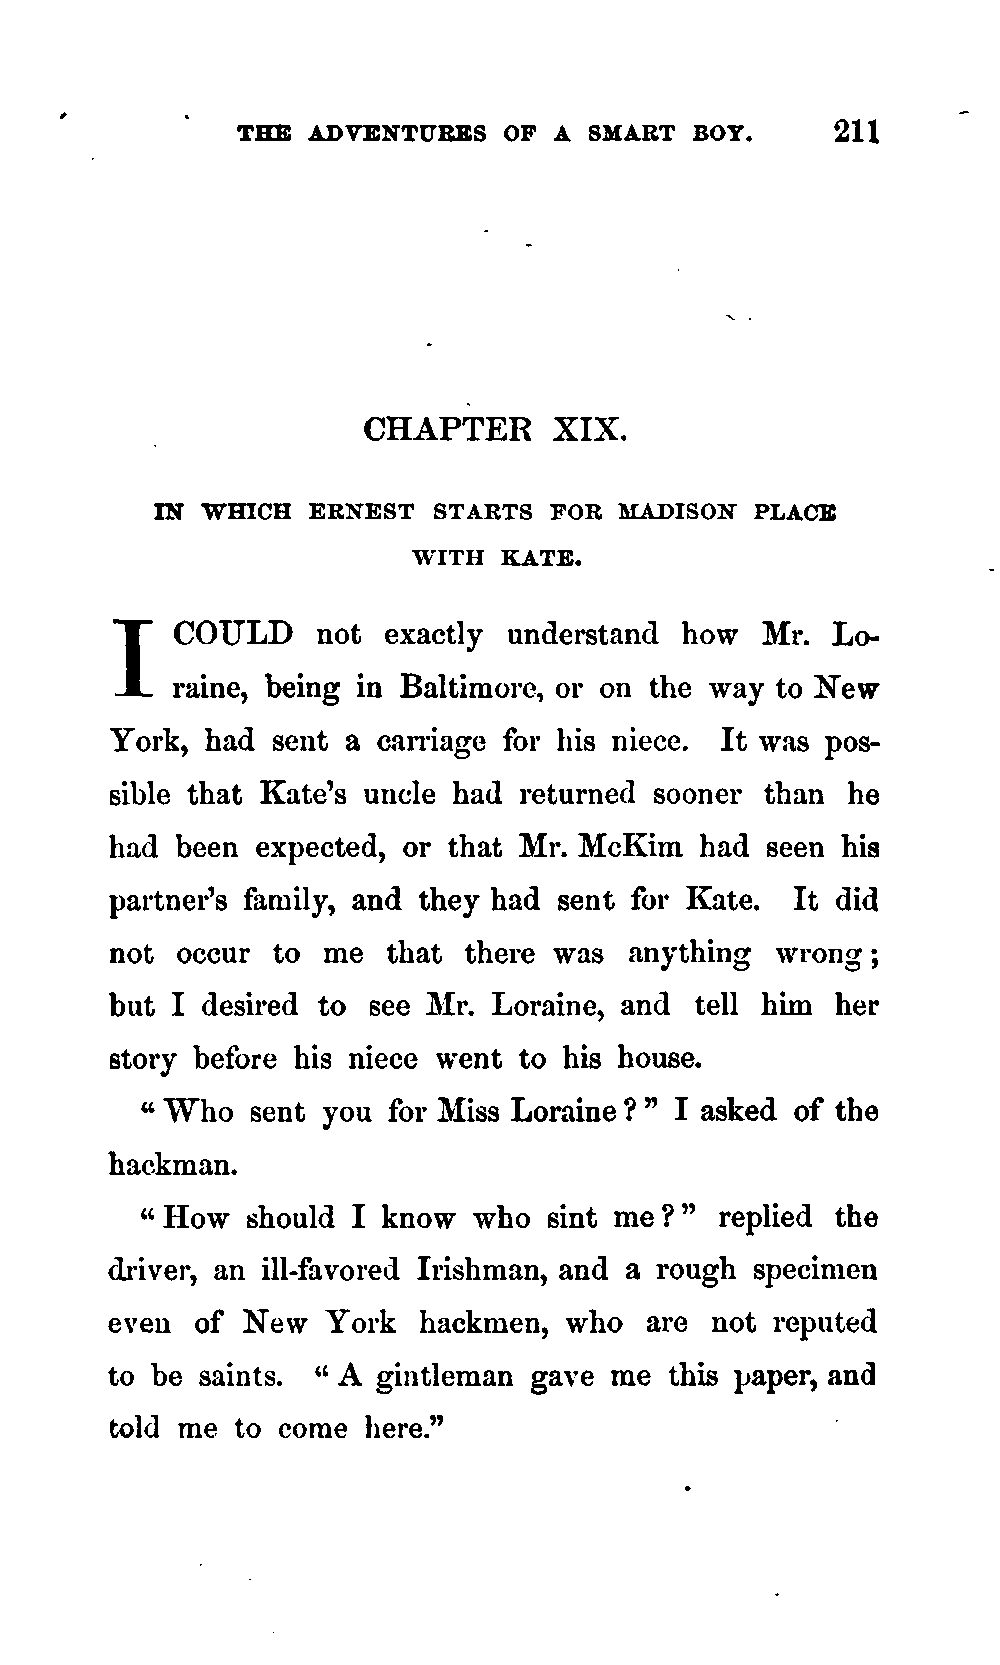 THE ADVENTURES OF A SMART BOY. 211
CHAPTER XIX.
IN WHICH ERNEST STARTS FOR MADISON PLACE
WITH KATE.
I COULD not exactly understand how Mr. Lo-
raine, being in Baltimore, or on the way to New
York, had sent a carriage for his niece. It was pos-
sible that Kate's uncle had returned sooner than he
had been expected, or that Mr. McKim had seen his
partner's family, and they had sent for Kate. It did
not occur to me that there was anything wrong;
but I desired to see Mr. Loraine, and tell him her
story before his niece went to his house.
"Who sent you for Miss Loraine?" I asked of the
hackman.
"How should I know who sint me?" replied the
driver, an ill-favored Irishman, and a rough specimen
even of New York hackmen, who are not reputed
to be saints. "A gintleman gave me this paper, and
told me to come here."